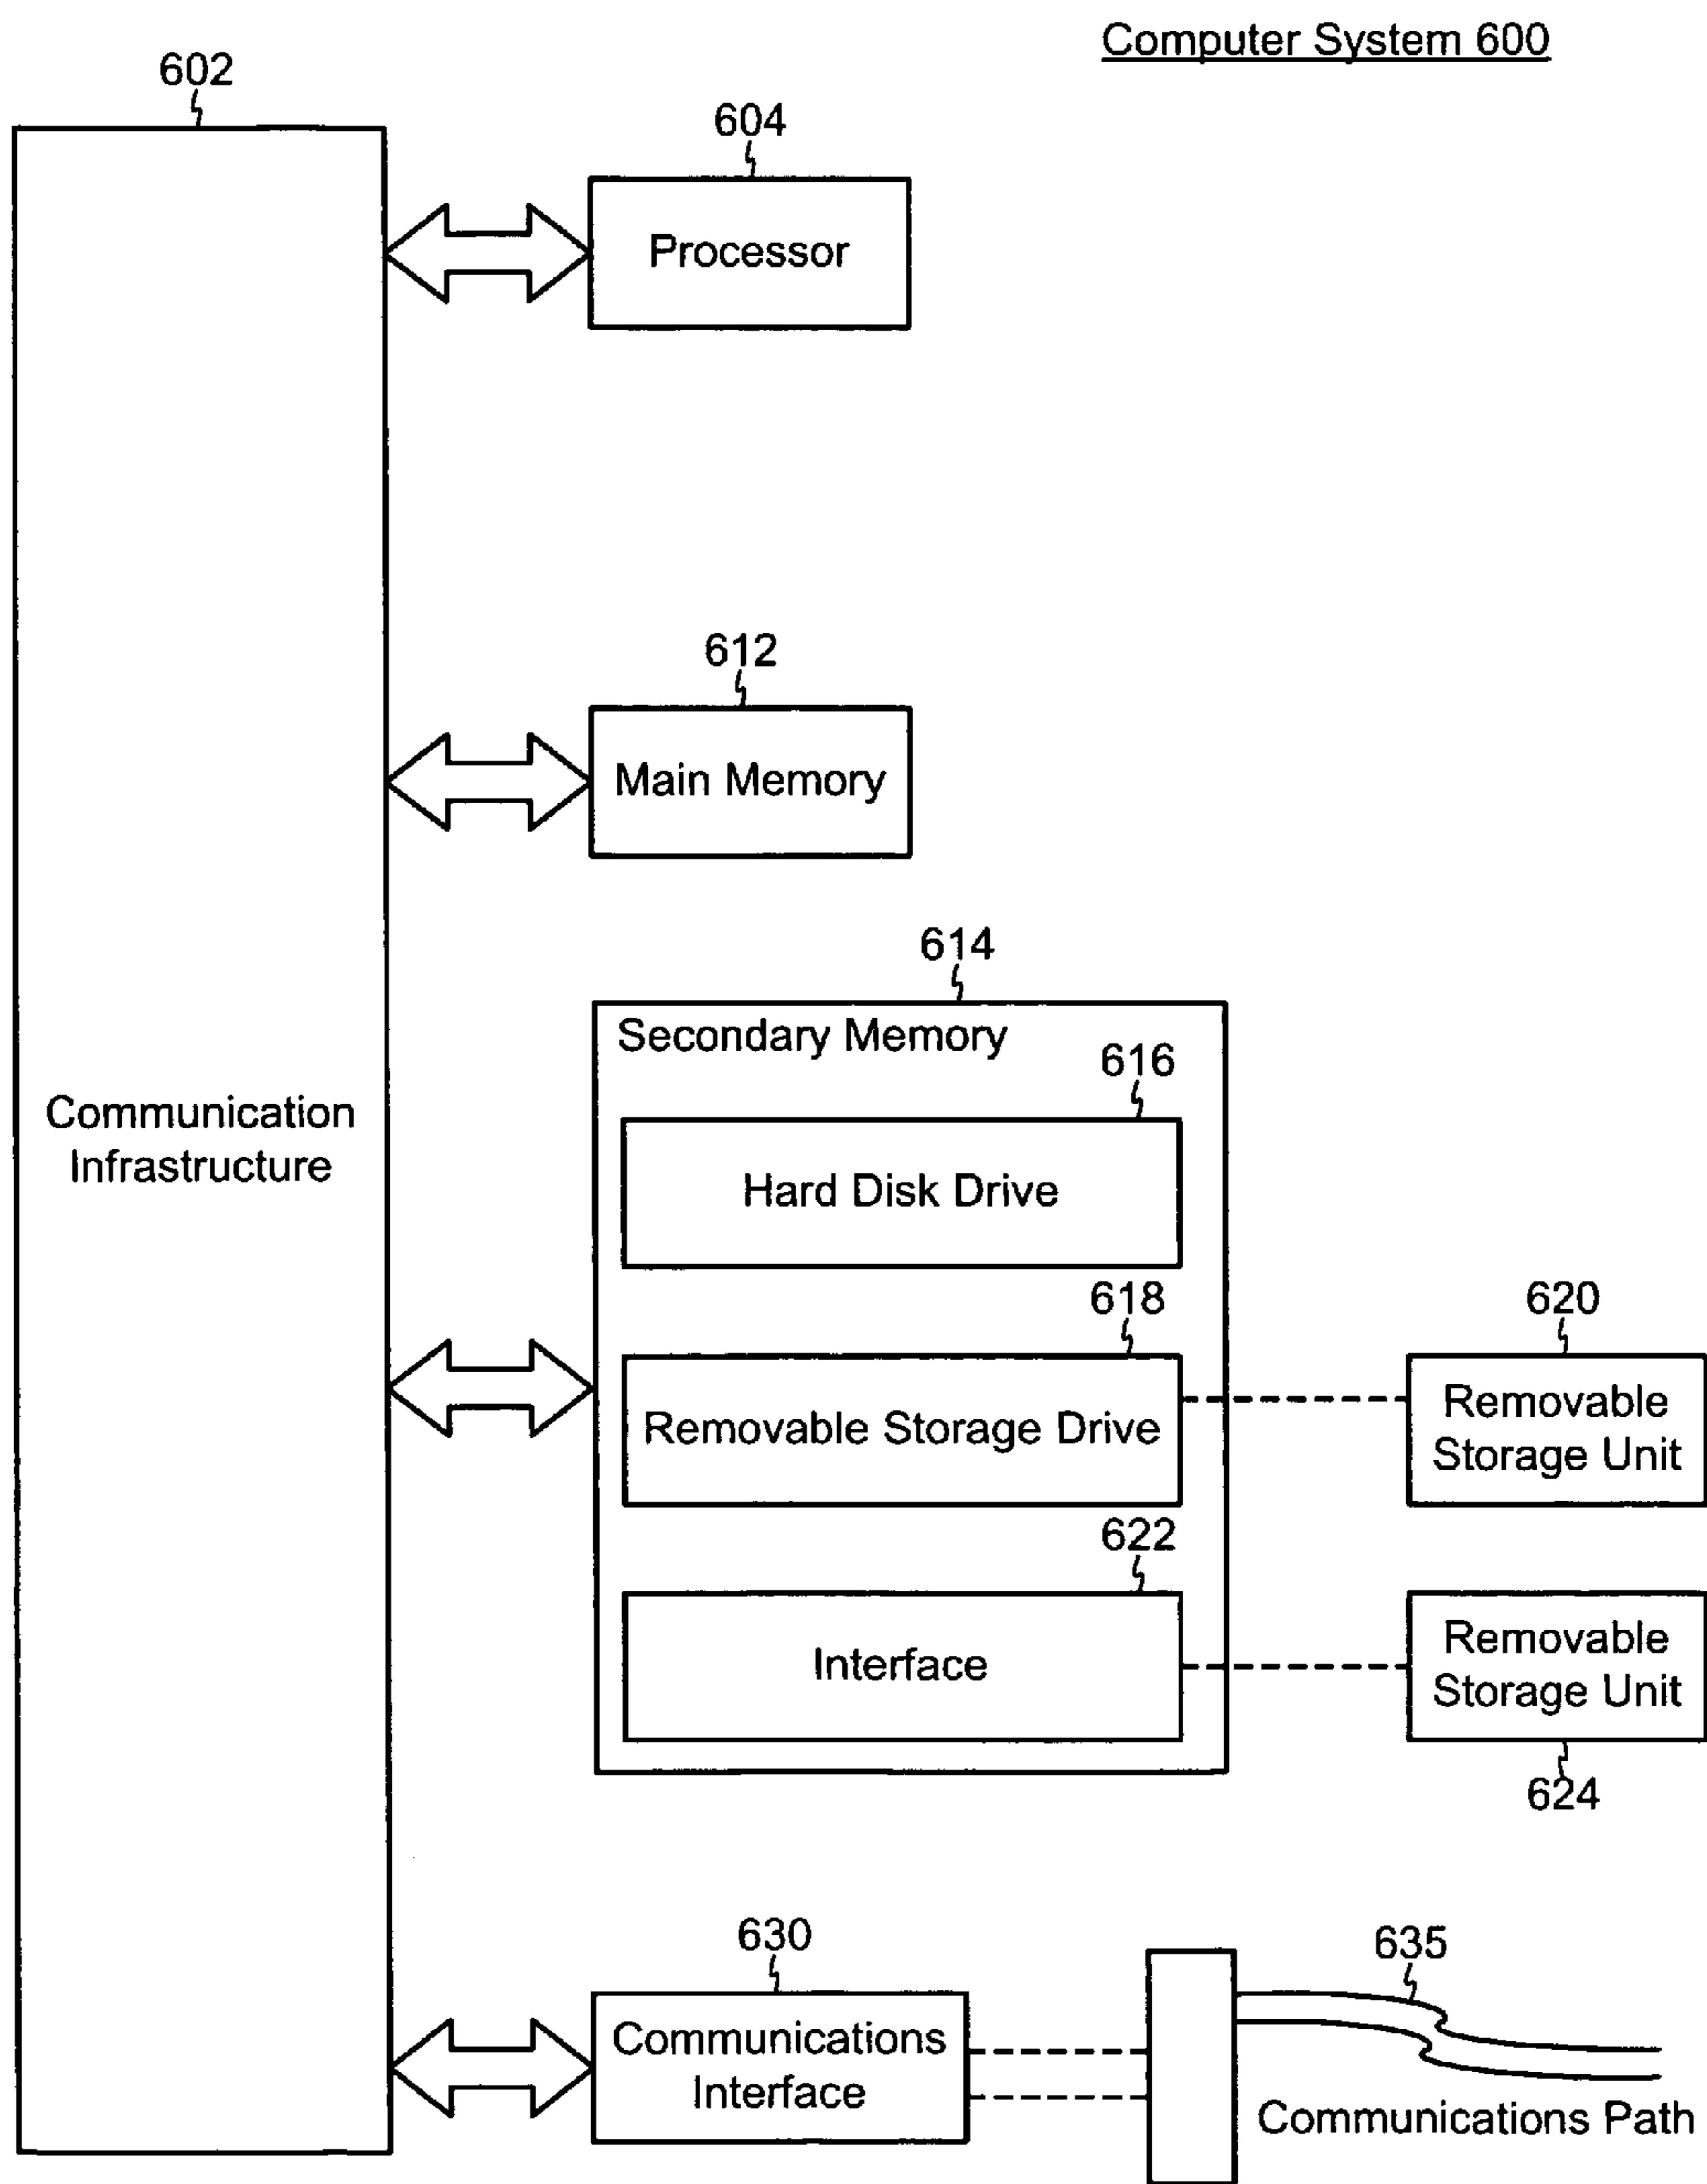 Computer System 600
602
604
Processor
612
Main Memory
614
Secondary Memory
616
Communication
Infrastructure
Hard Disk Drive
618
620
Removable Storage Drive
Removable
Storage Unit
622
Interface
Removable
Storage Unit
624
630
635
Communications
Interface
Communications Path